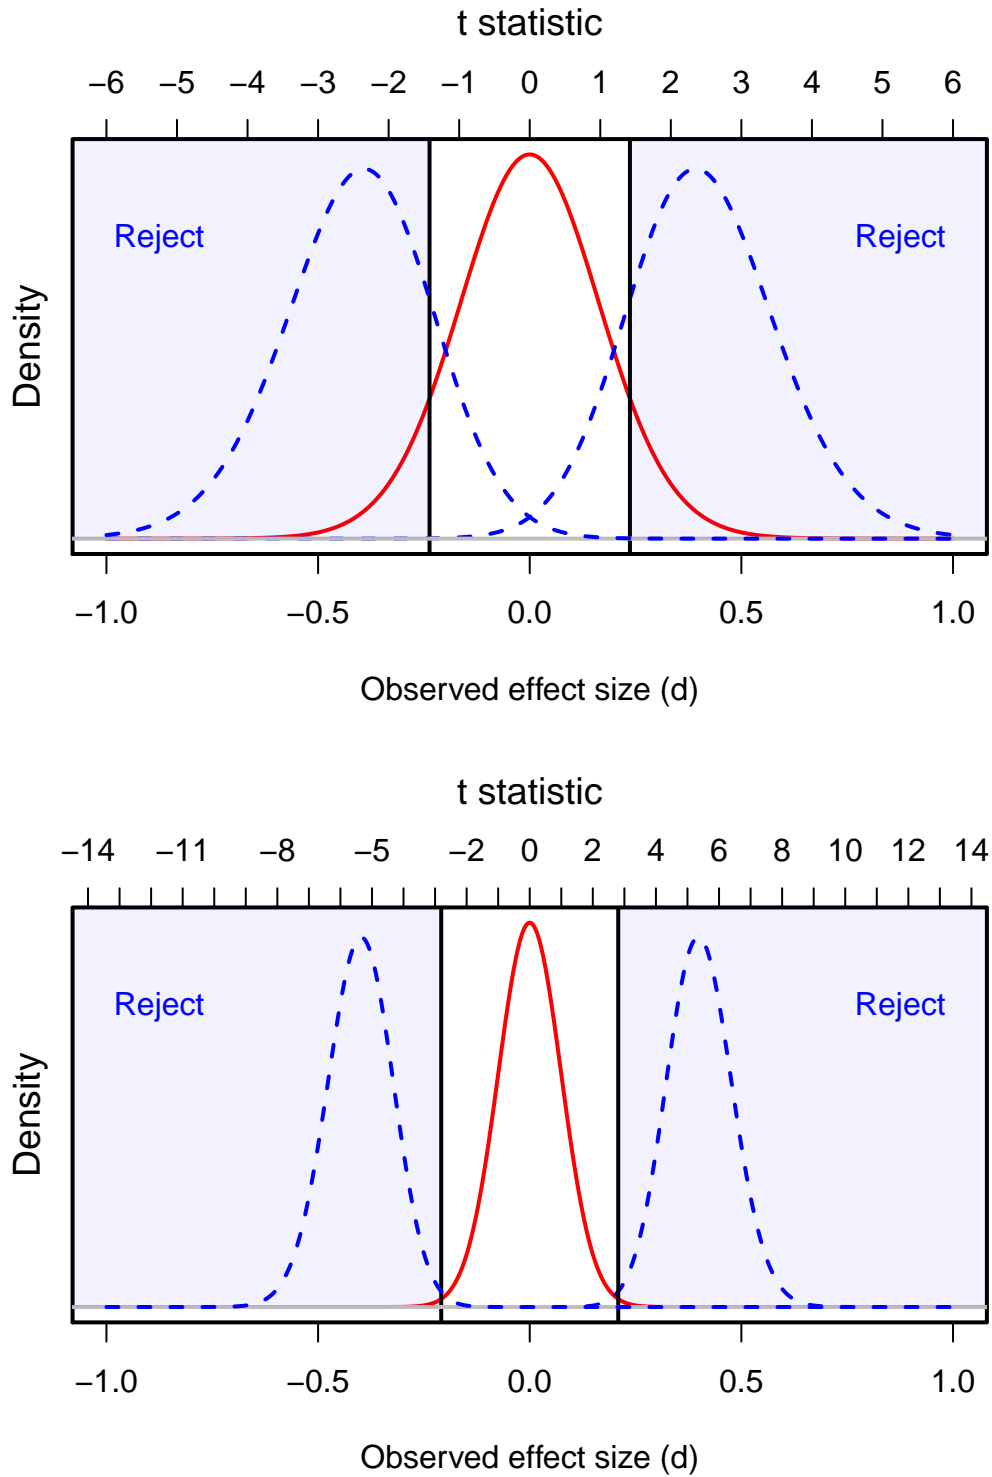 t statistic
−6 −5 −4 −3 −2 −1 0 1 2 3 4 5 6
Reject Reject
Density
−1.0 −0.5 0.0 0.5 1.0
Observed effect size (d)
t statistic
−14 −11 −8 −5 −2 0 2 4 6 8 10 12 14
Reject Reject
Density
−1.0 −0.5 0.0 0.5 1.0
Observed effect size (d)